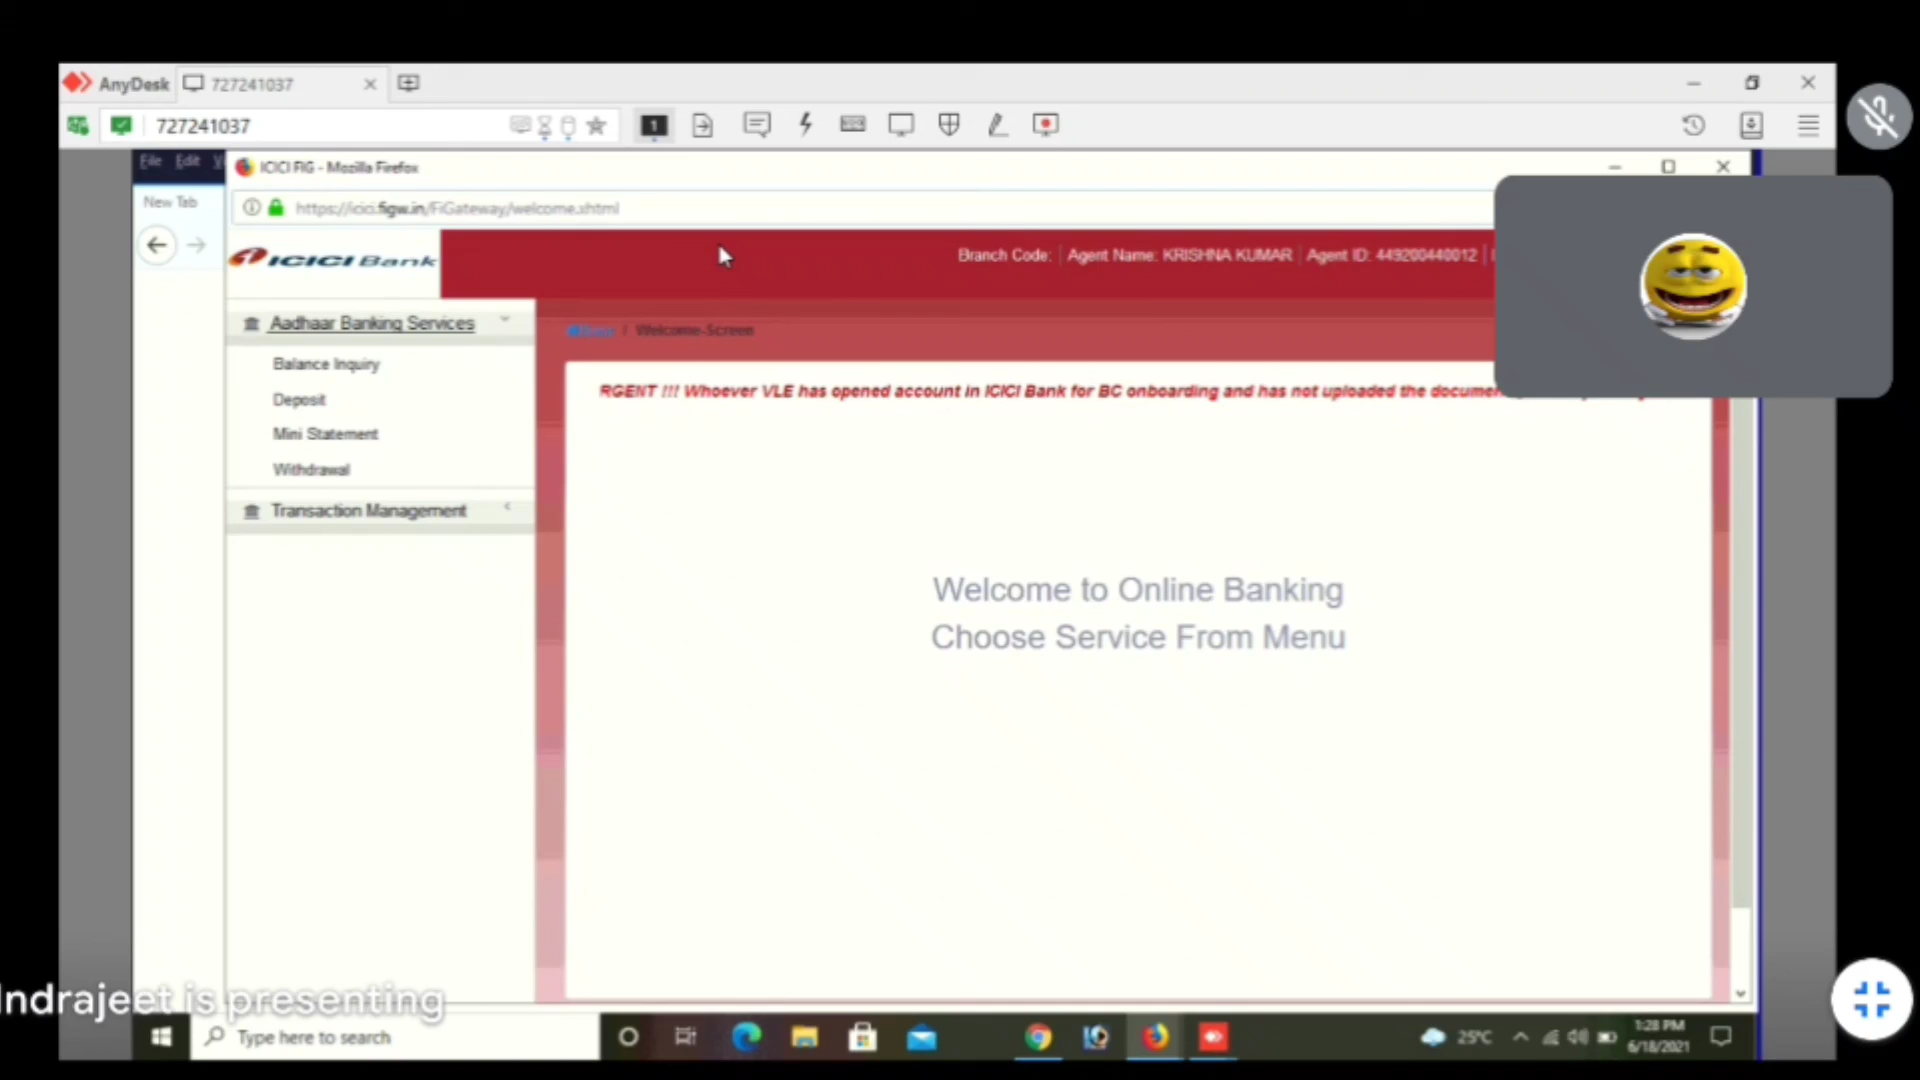 AnyDesk
727241037
727241037
1
File Edit
ICICI FIG - Mozilla Firefox
New Tab
https://icici.figw.in/FiGateway/welcome.xhtml
ICICI Bank
Branch Code: Agent Name: KRISHNA KUMAR Agent ID: 449200440012
Aadhaar Banking Services
/ Welcome-Screen
Balance Inquiry
RGENT !!! Whoever VLE has opened account in ICICI Bank for BC onboarding and has not uploaded the
Deposit
Mini Statement
Withdrawal
Transaction Management
Welcome to Online Banking
Choose Service From Menu
Indrajeet is presenting
Type here to search
25°C
1:28 PM
6/18/2021